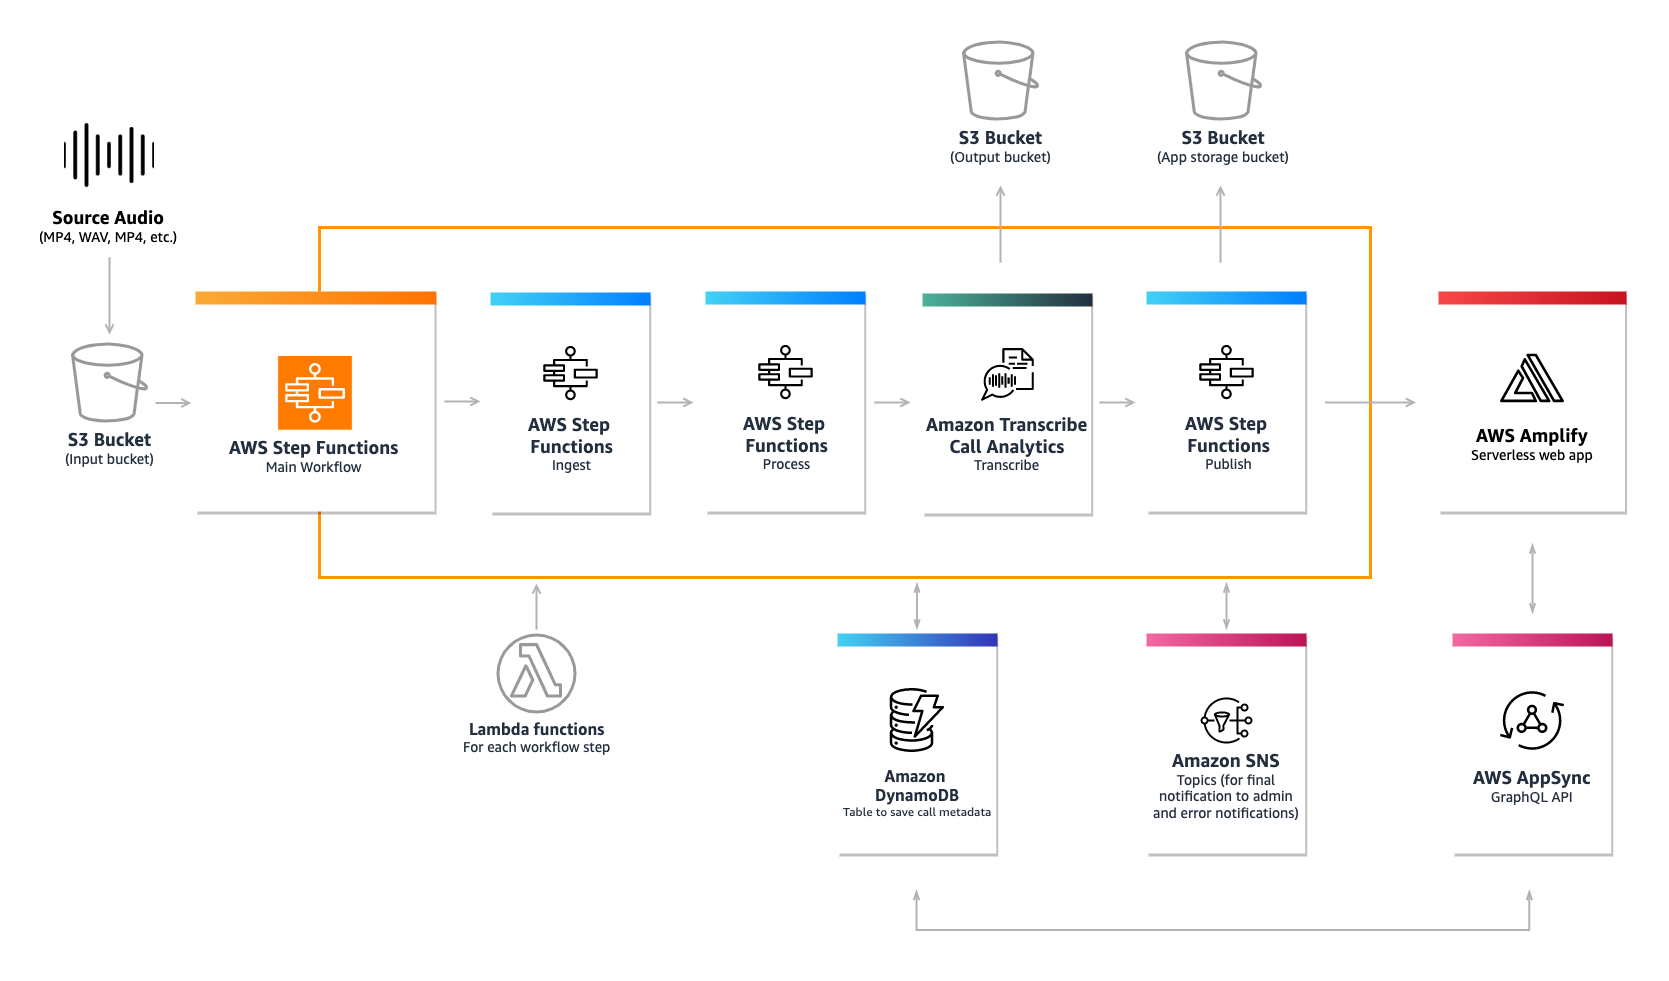 S3 Bucket
(Output bucket)
S3 Bucket
(App storage bucket)
Source Audio
(MP4, WAV, MP4, etc.)
S3 Bucket
(Input bucket)
AWS Step Functions
Main Workflow
AWS Step
Functions
Ingest
AWS Step
Functions
Process
Amazon Transcribe
Call Analytics
Transcribe
AWS Step
Functions
Publish
AWS Amplify
Serverless web app
Lambda functions
For each workflow step
Amazon
DynamoDB
Table to save call metadata
Amazon SNS
Topics (for final
notification to admin
and error notifications)
AWS AppSync
GraphQL API